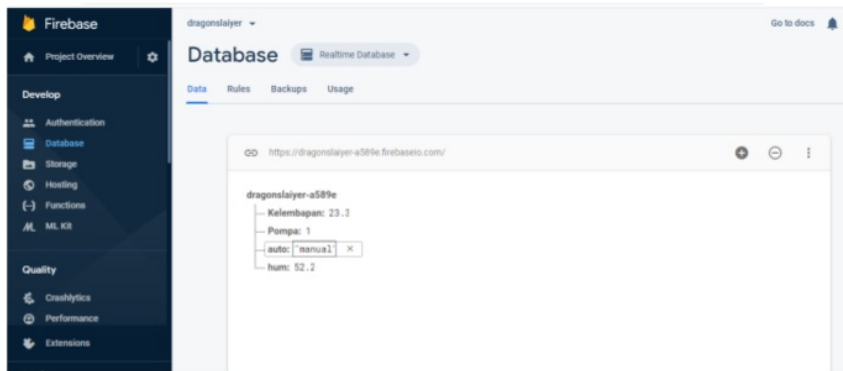 Firebase
dragonslaiyer
Go to docs
Project Overview
Database
Realtime Database
Develop
Data Rules Backups Usage
Authentication
Database
Storage
Hosting
Functions
ML Kit
https://dragonslaiyer-a589e.firebaseio.com/
dragonslaiyer-a589e
Kelembapan: 23.3
Pompa: 1
auto: "manual"
hum: 52.2
Quality
Crashlytics
Performance
Extensions